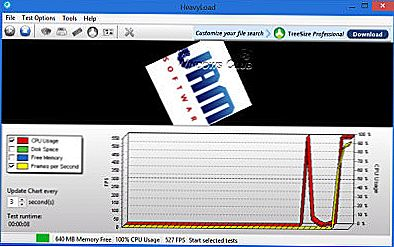 HeavyLoad
File Test Options Tools Help
Customize your file search TreeSize Professional Download
JAM
SOFTWARE
CPU Usage
Disk Space
Free Memory
Frames per Second
Update Chart every
3 second(s)
Test runtime:
00:00:08
FPS
550
500
450
400
350
300
250
200
150
100
50
0
100 %
90 %
80 %
70 %
60 %
50 %
40 %
30 %
20 %
10 %
0 %
CPU Usage
640 MB Memory Free 100% CPU Usage 527 FPS Start selected tests